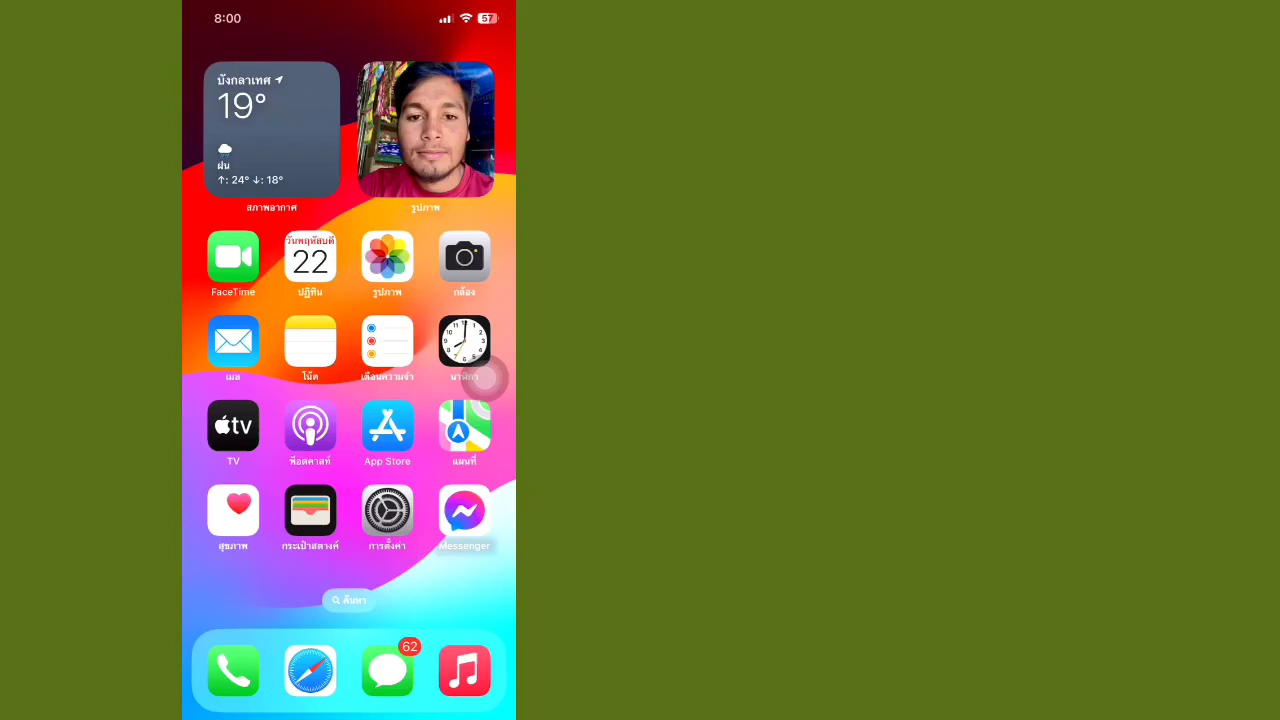 8:00
57
บังกลาเทศ
19°
ฝน
↑: 24° ↓: 18°
สภาพอากาศ
รูปภาพ
วันพฤหัสบดี
22
FaceTime
ปฏิทิน
รูปภาพ
กล้อง
เมล
โน้ต
เตือนความจำ
นาฬิกา
tv
TV
พ็อดคาสท์
App Store
แผนที่
สุขภาพ
กระเป๋าสตางค์
การตั้งค่า
Messenger
ค้นหา
62